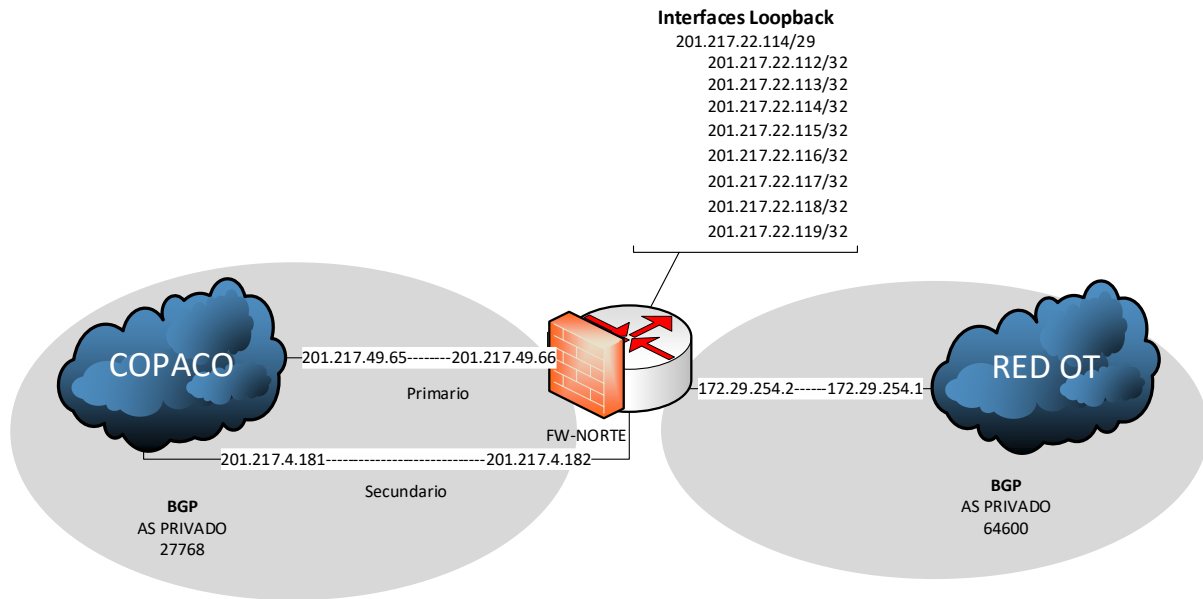 Interfaces Loopback
201.217.22.114/29
201.217.22.112/32
201.217.22.113/32
201.217.22.114/32
201.217.22.115/32
201.217.22.116/32
201.217.22.117/32
201.217.22.118/32
201.217.22.119/32
COPACO
201.217.49.65--------201.217.49.66
Primario
FW-NORTE
201.217.4.181----------------------------201.217.4.182
Secundario
BGP
AS PRIVADO
27768
172.29.254.2------172.29.254.1
RED OT
BGP
AS PRIVADO
64600